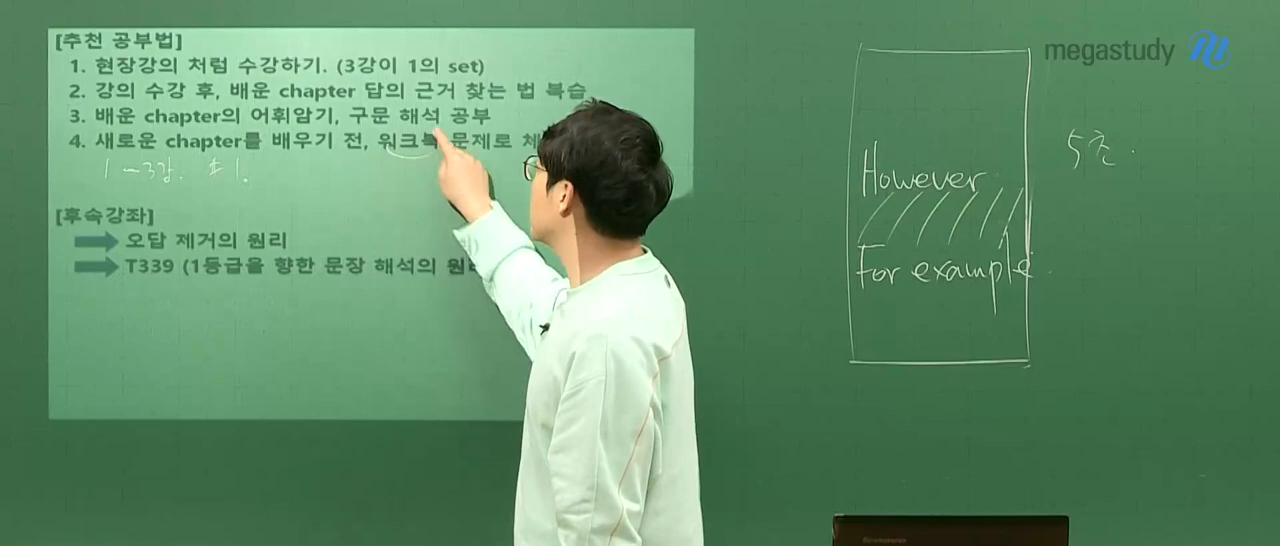 [추천 공부법]
1. 현장강의 처럼 수강하기. (3강이 1의 set)
2. 강의 수강 후, 배운 chapter 답의 근거 찾는 법 복습
3. 배운 chapter의 어휘암기, 구문 해석 공부
4. 새로운 chapter를 배우기 전, 워크북 문제로 체
1~3강. #1.
[후속강좌]
오답 제거의 원리
T339 (1등급을 향한 문장 해석의 원리
megastudy
However
For example.
5초.
lenovo